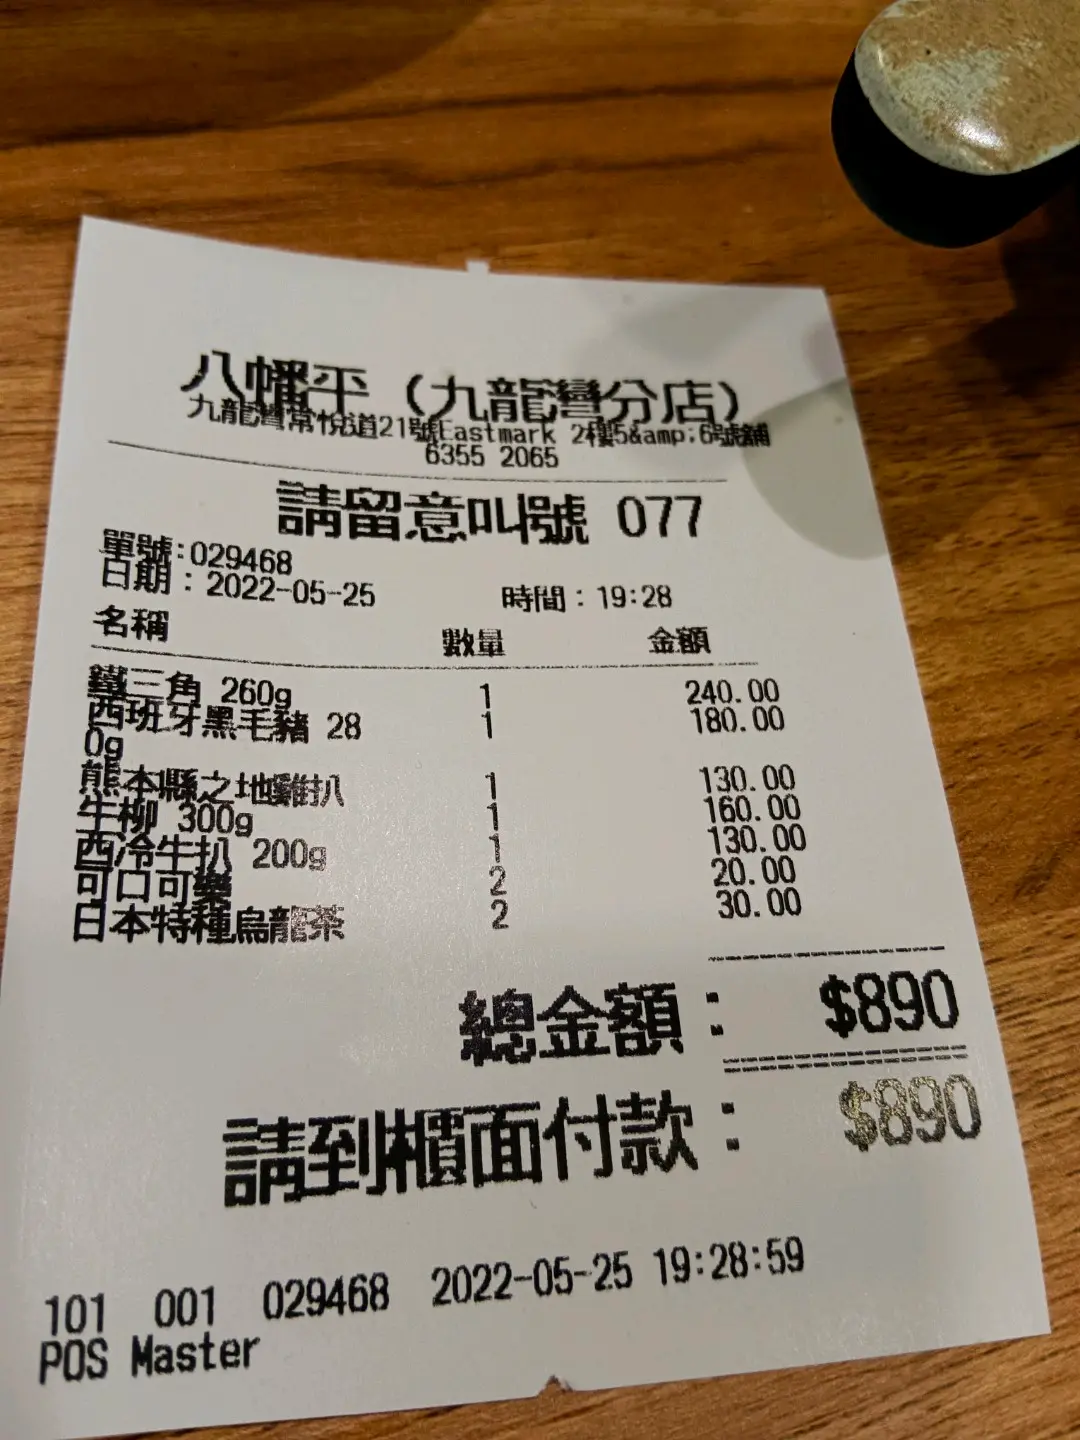 八幡平 (九龍灣分店)
九龍灣常悅道21號Eastmark 2樓5&amp;6號鋪
6355 2065
請留意叫號 077
單號:029468
日期：2022-05-25 時間：19:28
名稱 數量 金額
鐵三角 260g 1 240.00
西班牙黑毛豬 28 1 180.00
0g
熊本縣之地雞扒 1 130.00
牛柳 300g 1 160.00
西冷牛扒 200g 1 130.00
可口可樂 2 20.00
日本特種烏龍茶 2 30.00
總金額： $890
請到櫃面付款： $890
101 001 029468 2022-05-25 19:28:59
POS Master